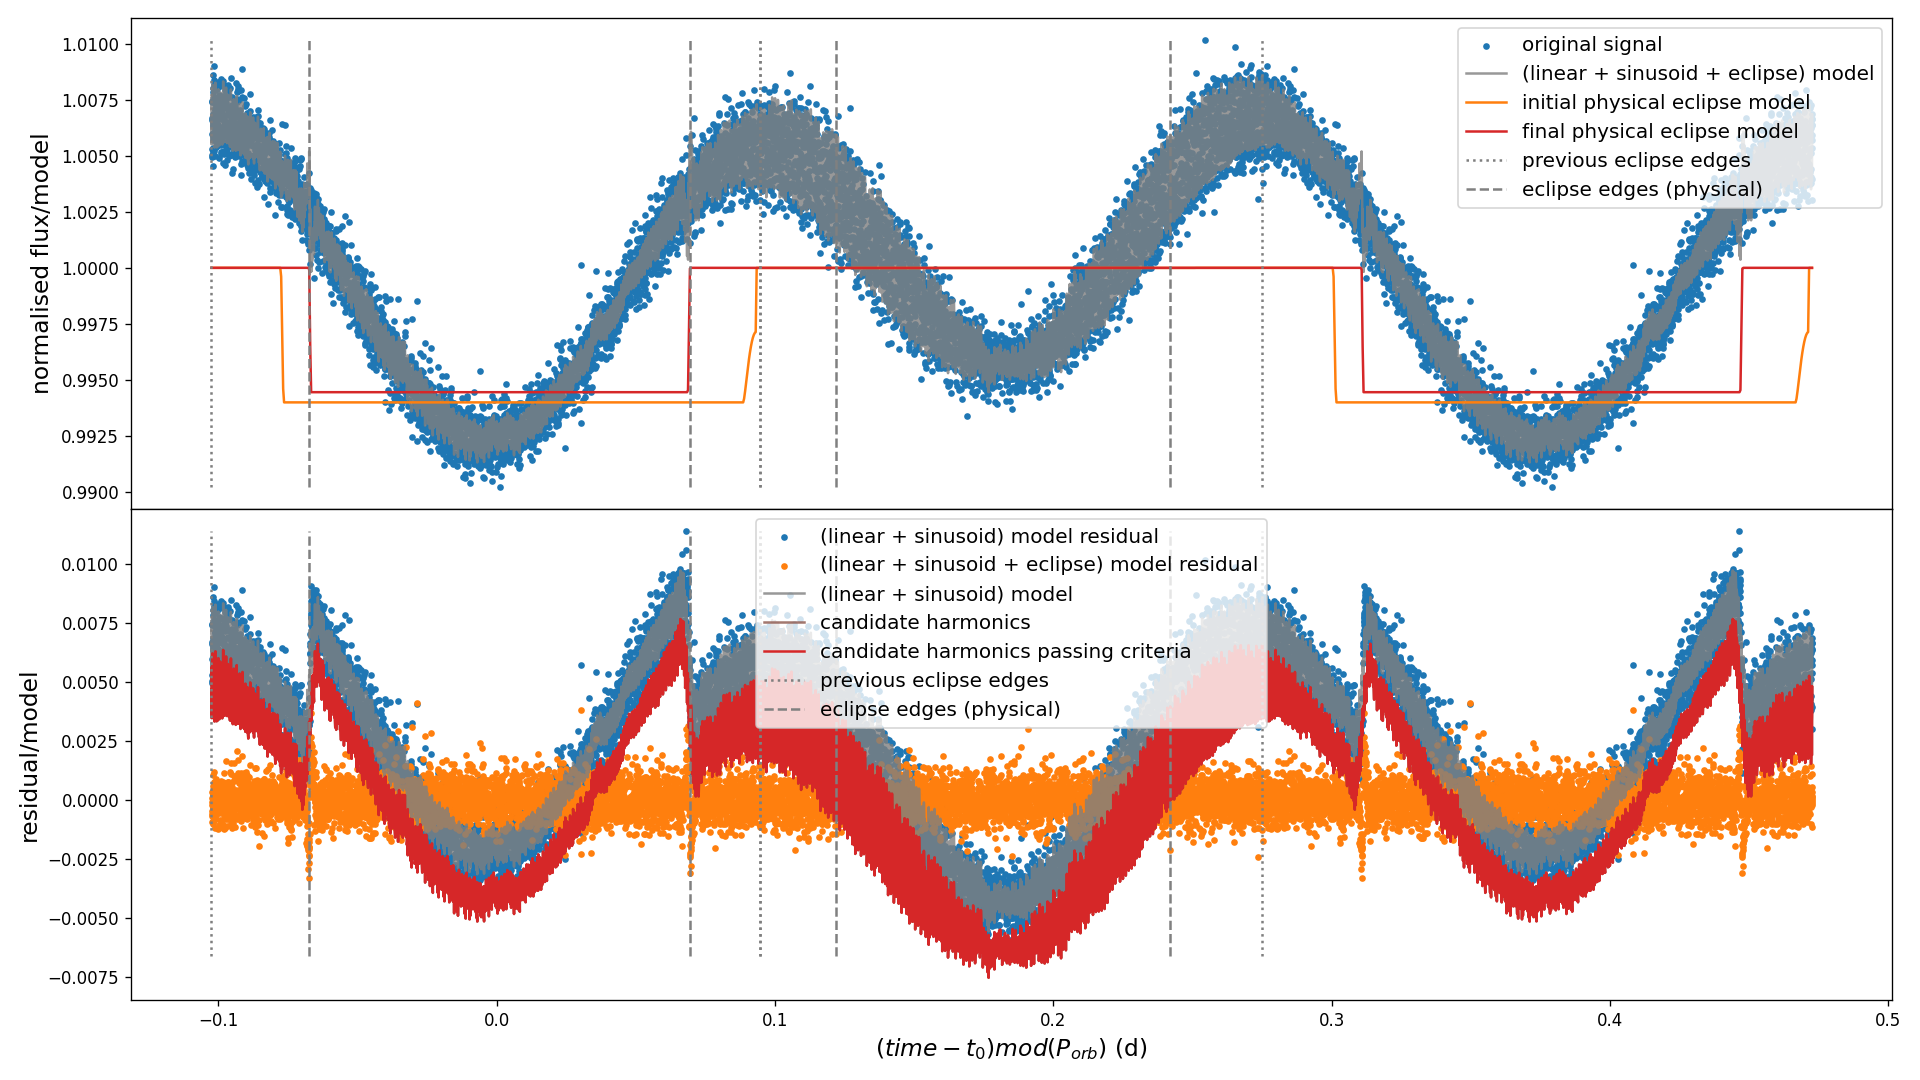 normalised flux/model
1.0100
1.0075
1.0050
1.0025
1.0000
0.9975
0.9950
0.9925
0.9900
original signal
(linear + sinusoid + eclipse) model
initial physical eclipse model
final physical eclipse model
previous eclipse edges
eclipse edges (physical)
residual/model
0.0100
0.0075
0.0050
0.0025
0.0000
−0.0025
−0.0050
−0.0075
(linear + sinusoid) model residual
(linear + sinusoid + eclipse) model residual
(linear + sinusoid) model
candidate harmonics
candidate harmonics passing criteria
previous eclipse edges
eclipse edges (physical)
−0.1 0.0 0.1 0.2 0.3 0.4 0.5
(time − t₀)mod(P_orb) (d)